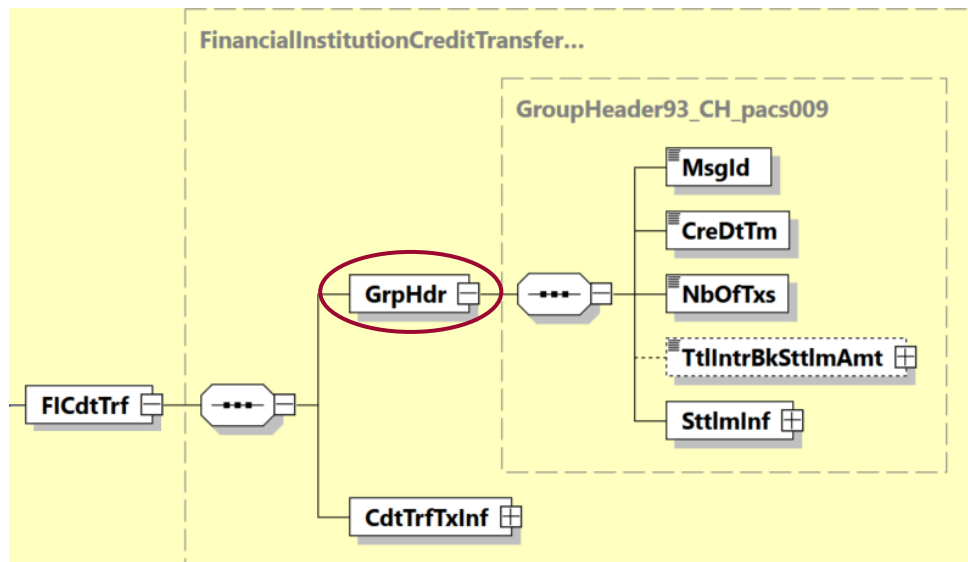 FinancialInstitutionCreditTransfer...
GroupHeader93_CH_pacs009
MsgId
CreDtTm
GrpHdr
NbOfTxs
TtlIntrBkSttlmAmt
FICdtTrf
SttlmInf
CdtTrfTxInf